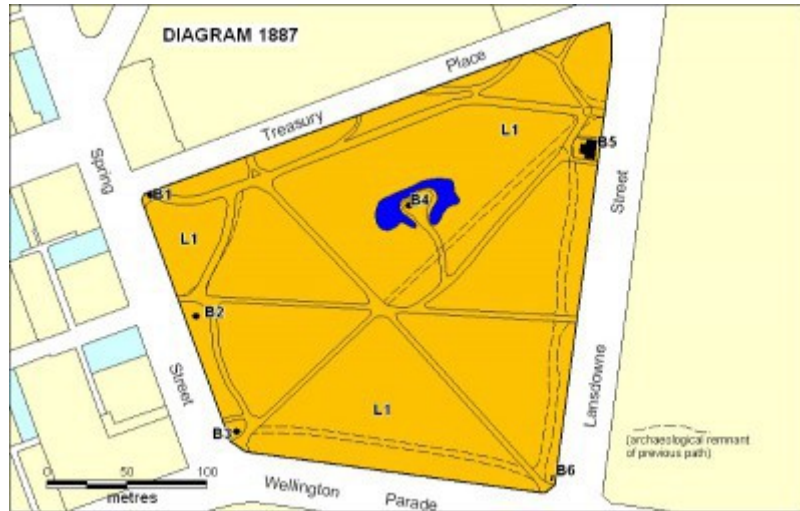 DIAGRAM 1887
Place
Treasury
Spring
L1
B5
B1
Street
B4
L1
B2
Street
L1
Lansdowne
B3
(archaeological remnant
of previous path)
B6
0 50 100
metres
Wellington
Parade